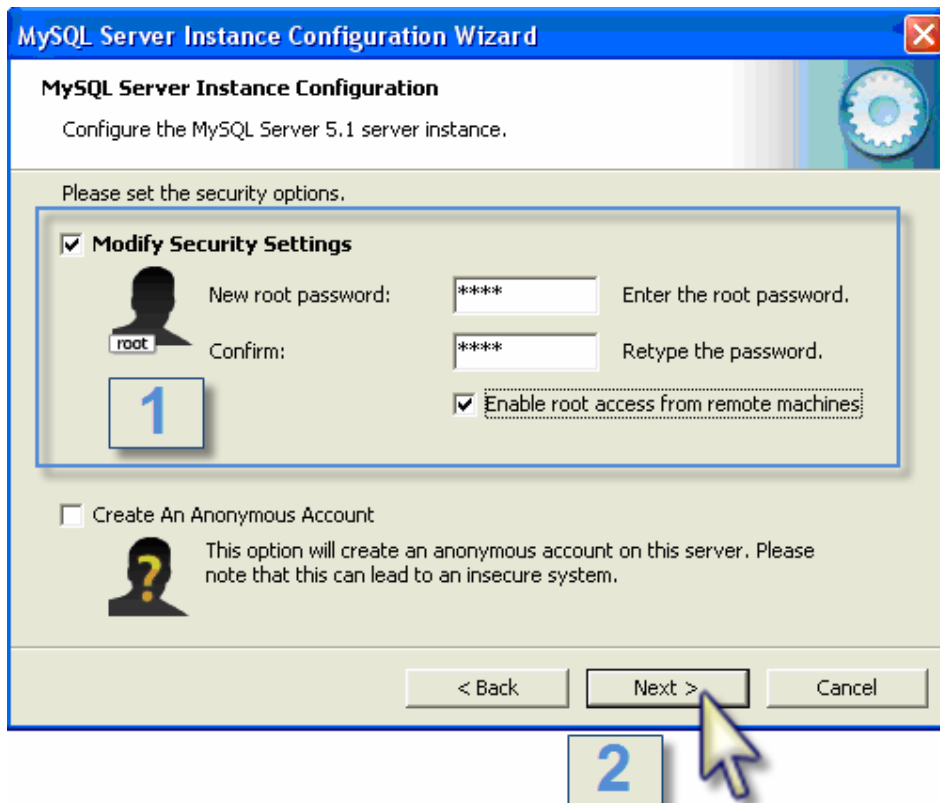 MySQL Server Instance Configuration Wizard
MySQL Server Instance Configuration
Configure the MySQL Server 5.1 server instance.
Please set the security options.
Modify Security Settings
root
New root password: **** Enter the root password.
Confirm: **** Retype the password.
1
Enable root access from remote machines
Create An Anonymous Account
?
This option will create an anonymous account on this server. Please
note that this can lead to an insecure system.
< Back Next > Cancel
2